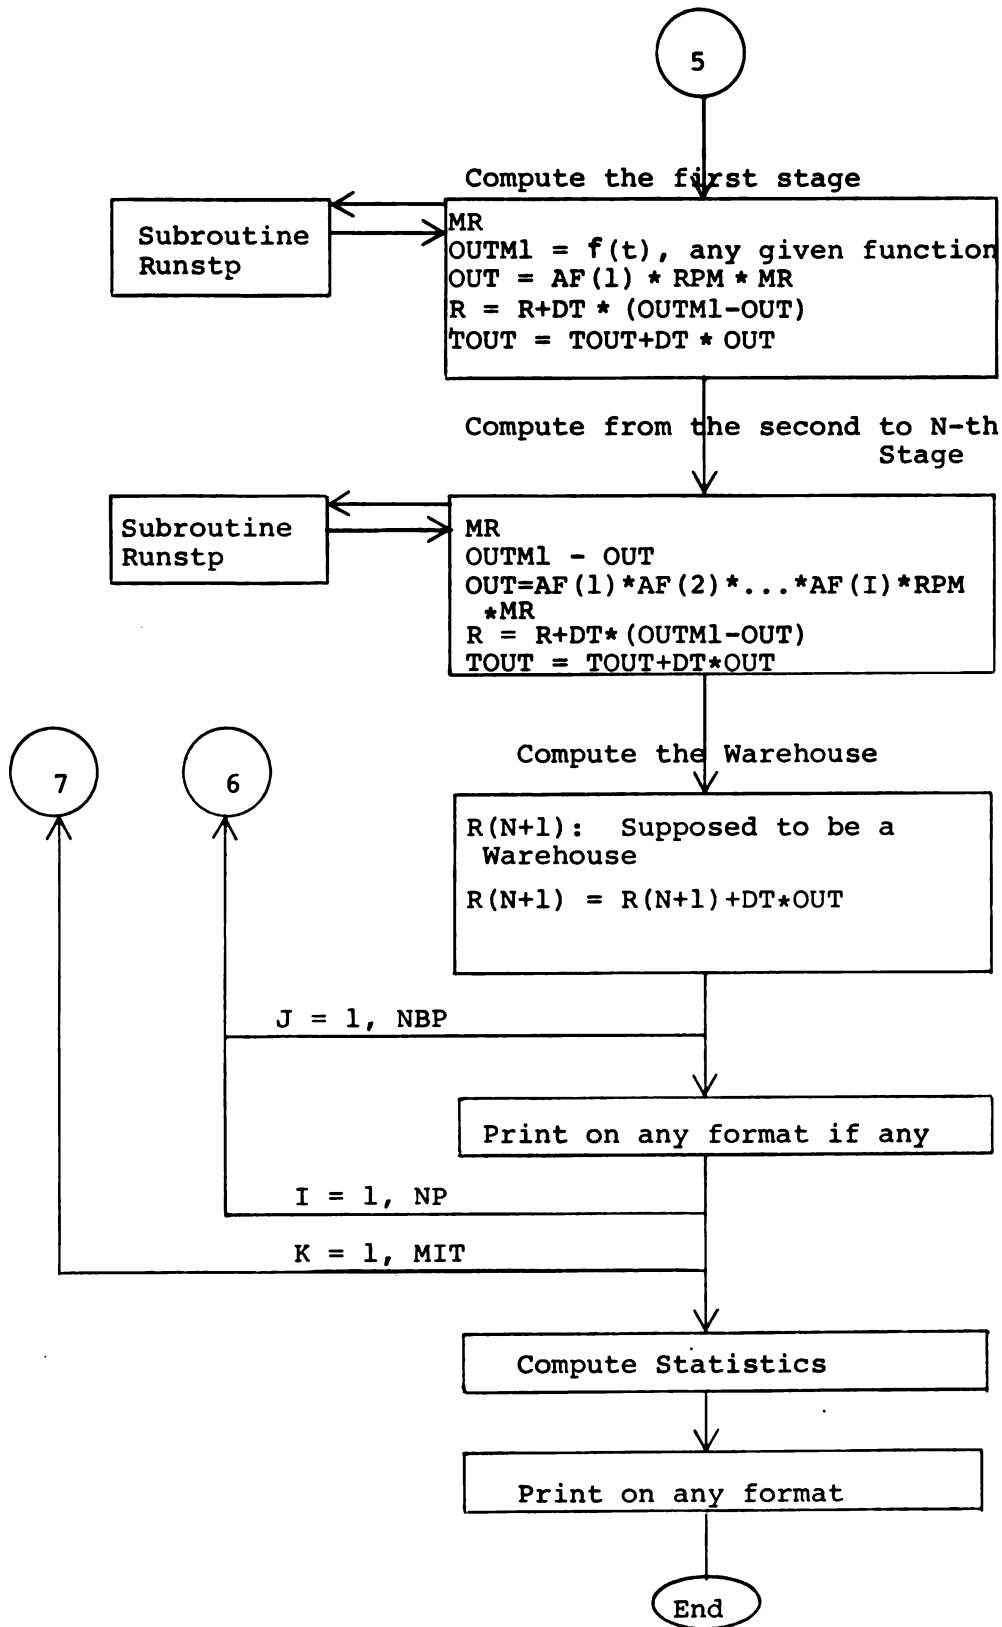 5
Compute the first stage
Subroutine
Runstp
MR
OUTM1 = f(t), any given function
OUT = AF(1) * RPM * MR
R = R+DT * (OUTM1-OUT)
TOUT = TOUT+DT * OUT
Compute from the second to N-th
Stage
Subroutine
Runstp
MR
OUTM1 - OUT
OUT=AF(1)*AF(2)*...*AF(I)*RPM
*MR
R = R+DT*(OUTM1-OUT)
TOUT = TOUT+DT*OUT
7
6
Compute the Warehouse
R(N+1): Supposed to be a
Warehouse
R(N+1) = R(N+1)+DT*OUT
J = 1, NBP
Print on any format if any
I = 1, NP
K = 1, MIT
Compute Statistics
Print on any format
End